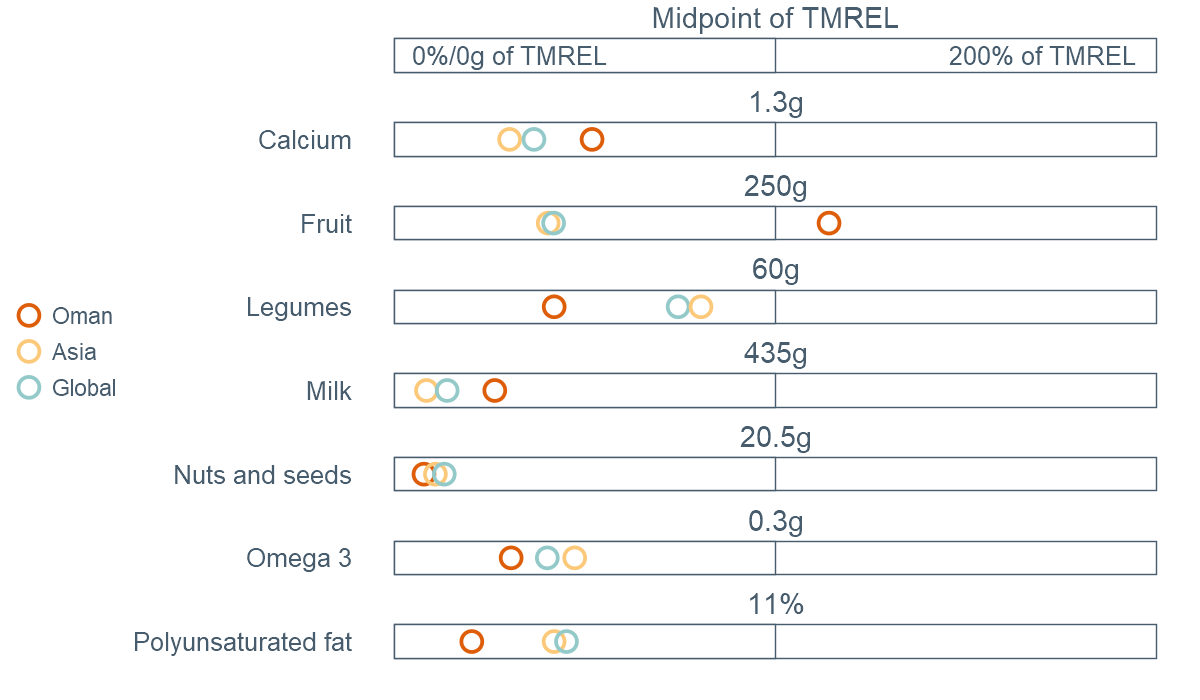 Midpoint of TMREL
0%/0g of TMREL 200% of TMREL
1.3g
Calcium
250g
Fruit
60g
Legumes
435g
Milk
20.5g
Nuts and seeds
0.3g
Omega 3
11%
Polyunsaturated fat
Oman
Asia
Global